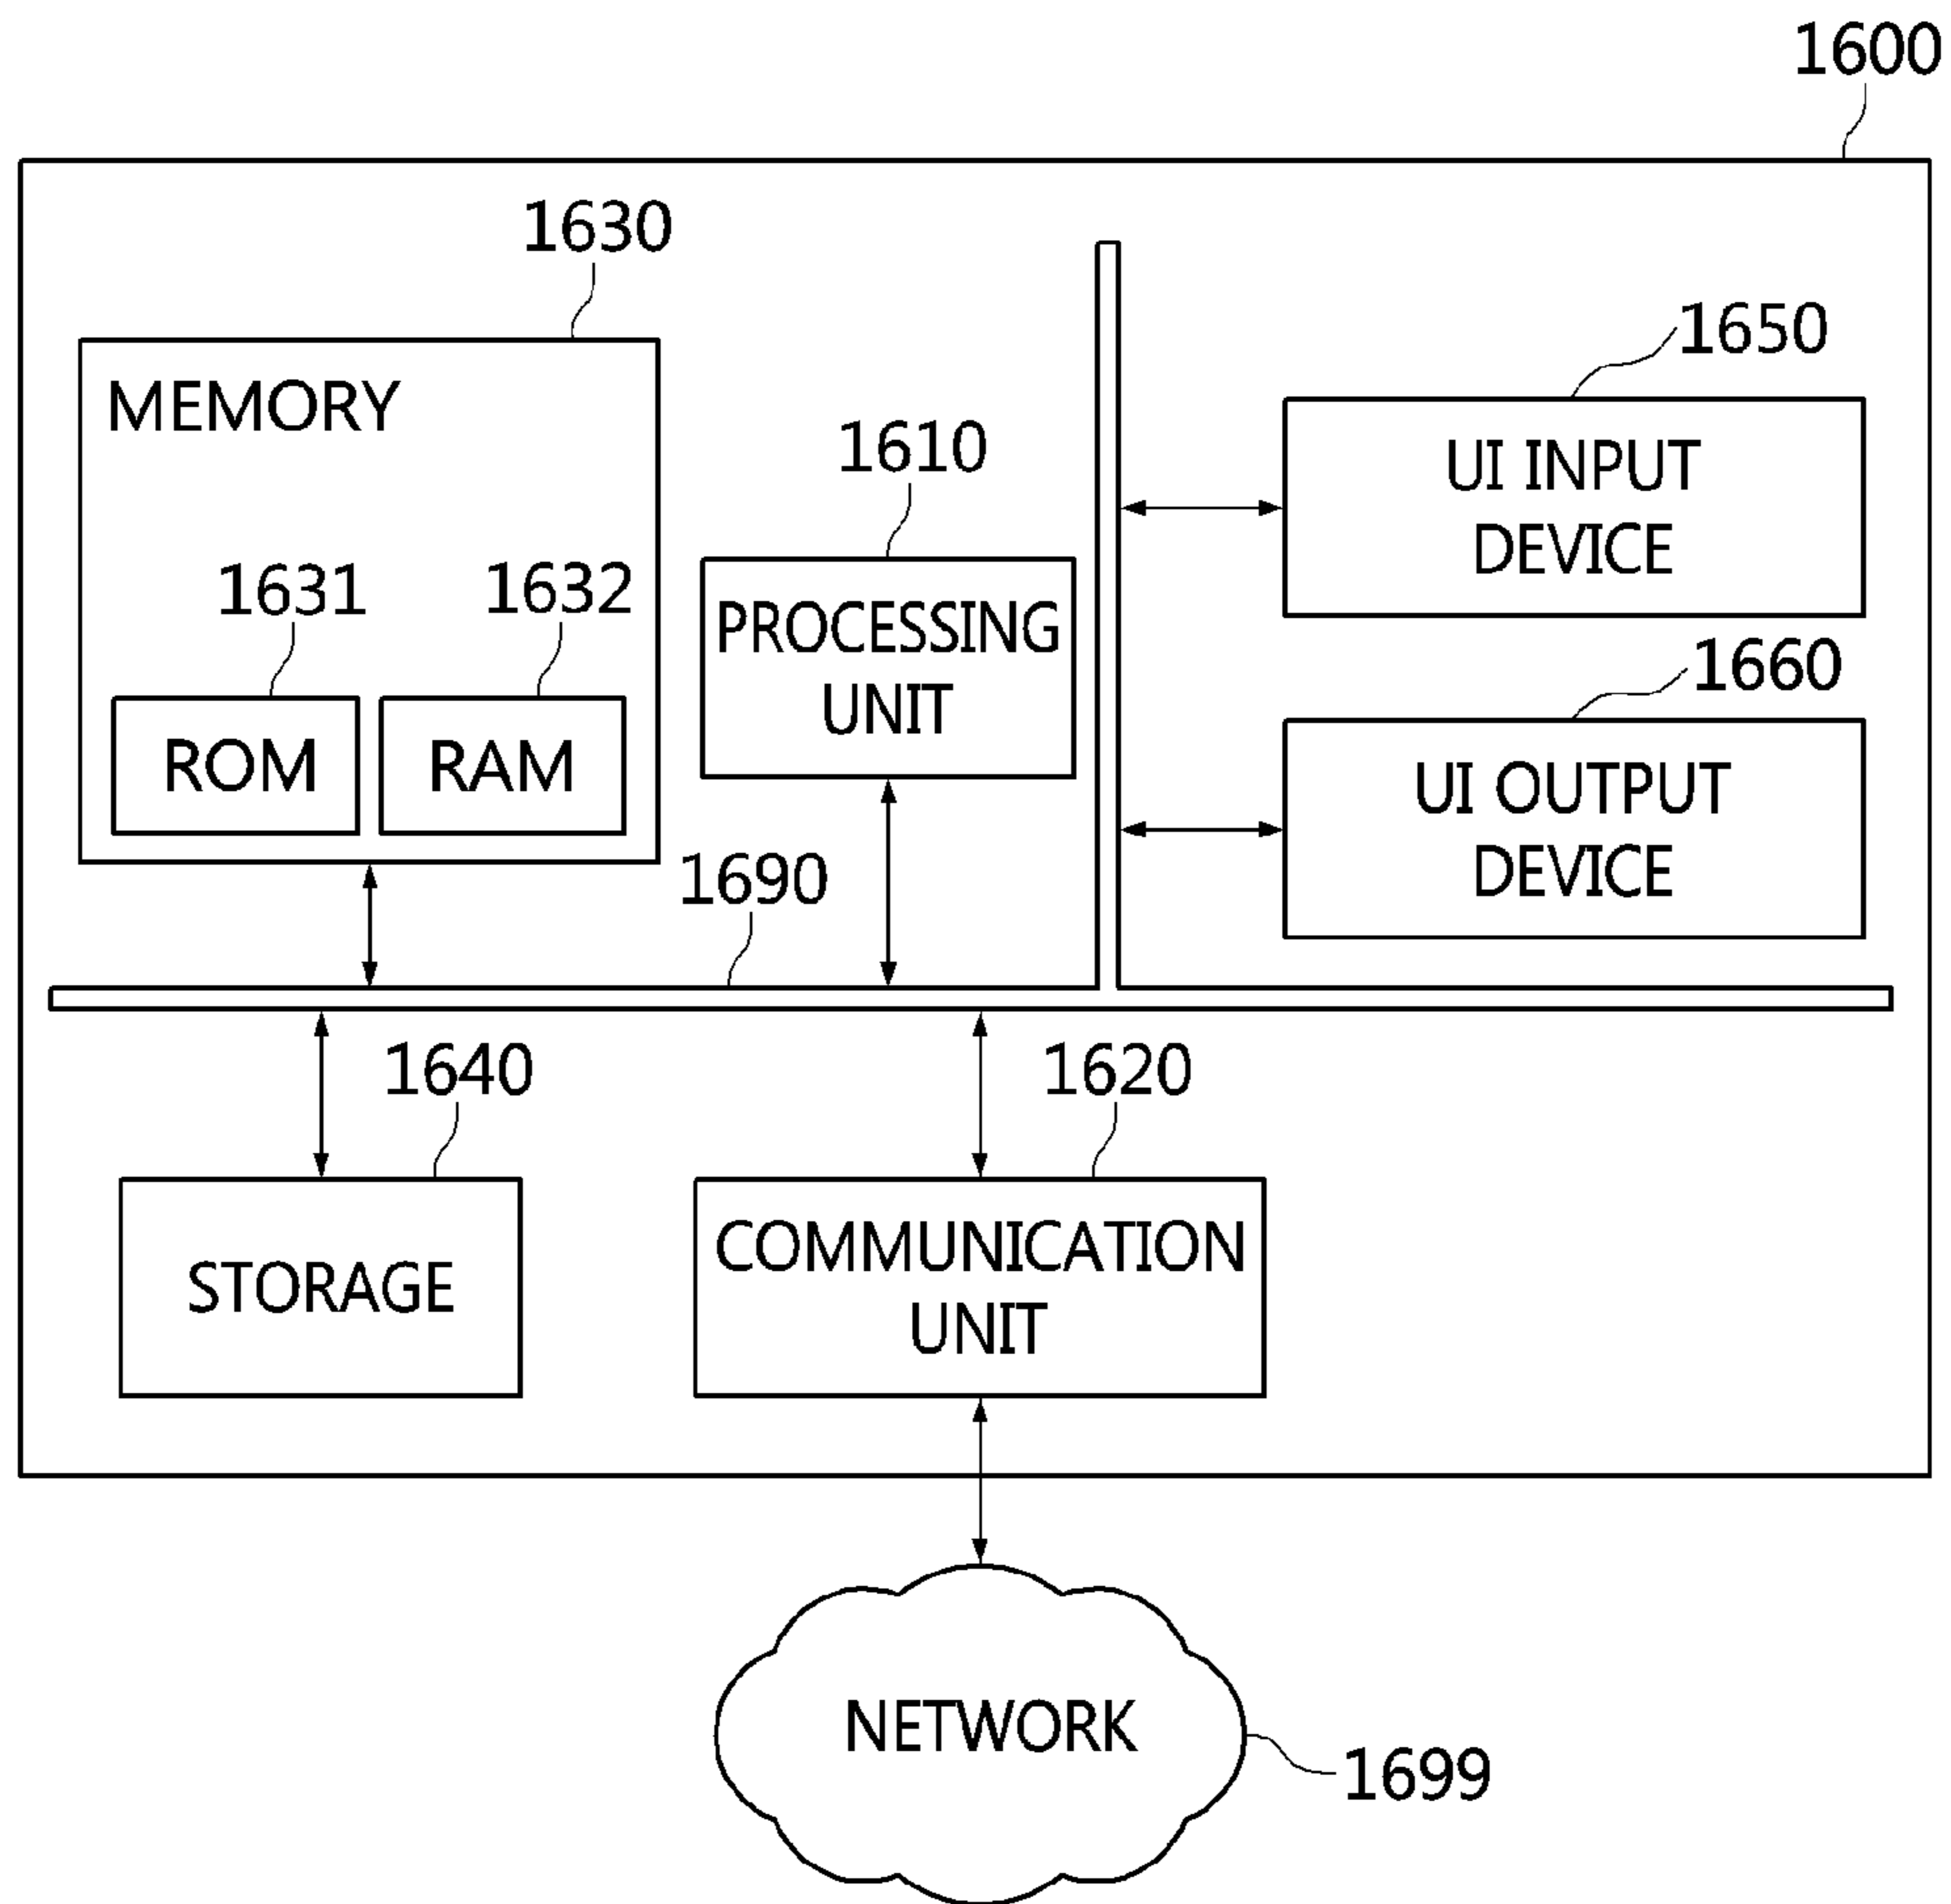 1600
1630
MEMORY
1650
UI INPUT
DEVICE
1610
PROCESSING
UNIT
1631
1632
ROM
RAM
1660
UI OUTPUT
DEVICE
1690
1640
1620
STORAGE
COMMUNICATION
UNIT
NETWORK
1699